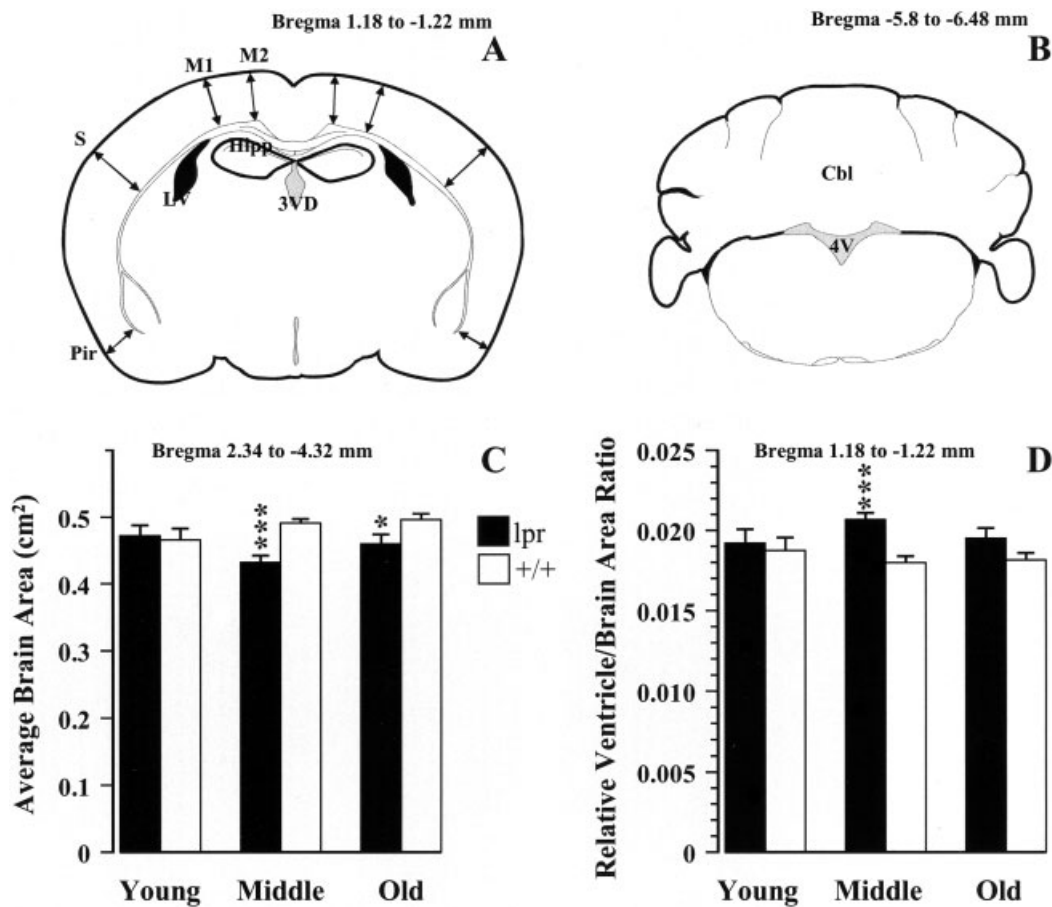 Bregma 1.18 to -1.22 mm
A
M1
M2
S
Hipp
LV
3VD
Pir
Bregma -5.8 to -6.48 mm
B
Cbl
4V
Bregma 2.34 to -4.32 mm
C
Average Brain Area (cm²)
0.5
0.4
0.3
0.2
0.1
0
***
*
lpr
+/+
Young Middle Old
Bregma 1.18 to -1.22 mm
D
Relative Ventricle/Brain Area Ratio
0.025
0.020
0.015
0.010
0.005
0.000
***
Young Middle Old